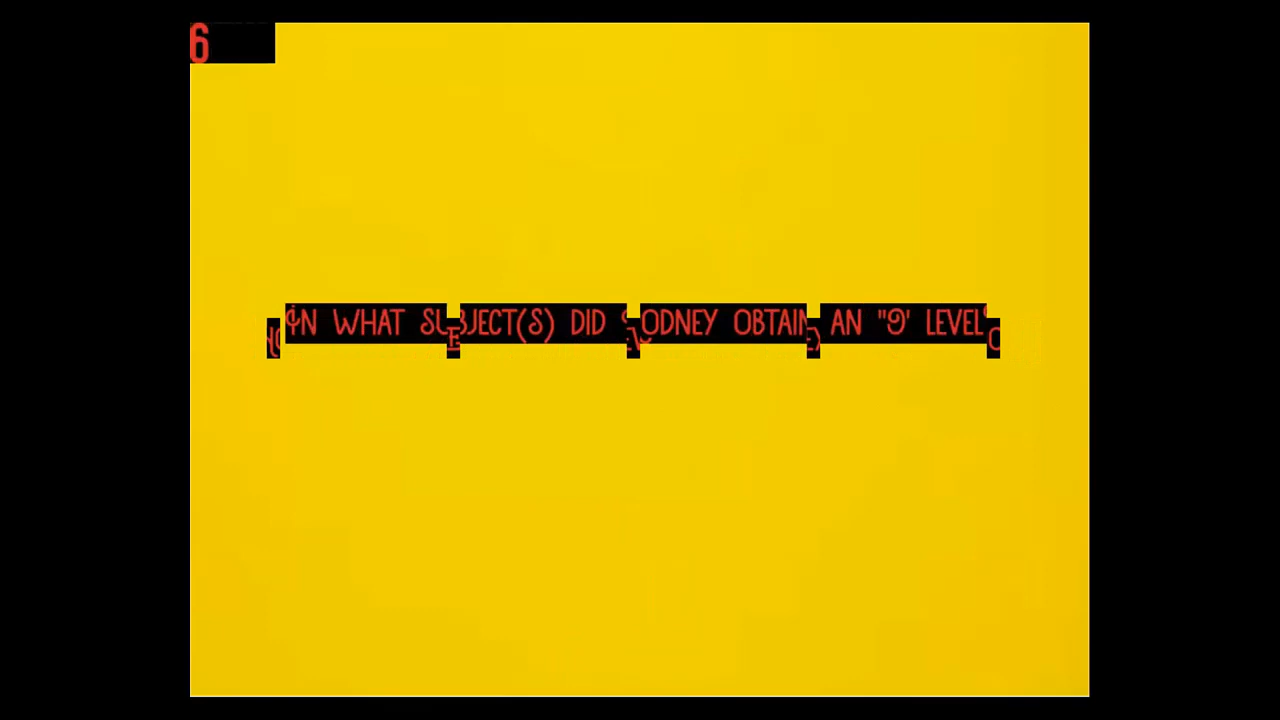 6
IN WHAT SUBJECT(S) DID RODNEY OBTAIN AN "O' LEVEL?